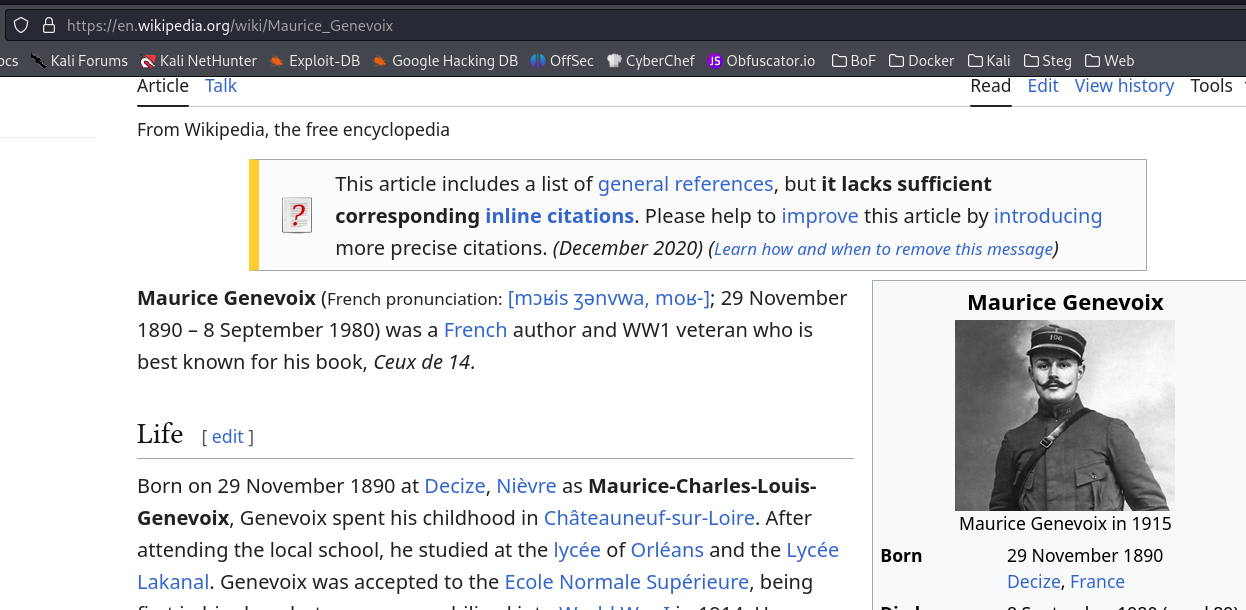 https://en.wikipedia.org/wiki/Maurice_Genevoix
ocs Kali Forums Kali NetHunter Exploit-DB Google Hacking DB OffSec CyberChef JS Obfuscator.io BoF Docker Kali Steg Web
Article Talk Read Edit View history Tools
From Wikipedia, the free encyclopedia
This article includes a list of general references, but it lacks sufficient
corresponding inline citations. Please help to improve this article by introducing
more precise citations. (December 2020) (Learn how and when to remove this message)
Maurice Genevoix (French pronunciation: [mɔʁis ʒənvwa, moʁ-]; 29 November
1890 – 8 September 1980) was a French author and WW1 veteran who is
best known for his book, Ceux de 14.
Maurice Genevoix
106
Maurice Genevoix in 1915
Born 29 November 1890
Decize, France
Life [ edit ]
Born on 29 November 1890 at Decize, Nièvre as Maurice-Charles-Louis-
Genevoix, Genevoix spent his childhood in Châteauneuf-sur-Loire. After
attending the local school, he studied at the lycée of Orléans and the Lycée
Lakanal. Genevoix was accepted to the Ecole Normale Supérieure, being